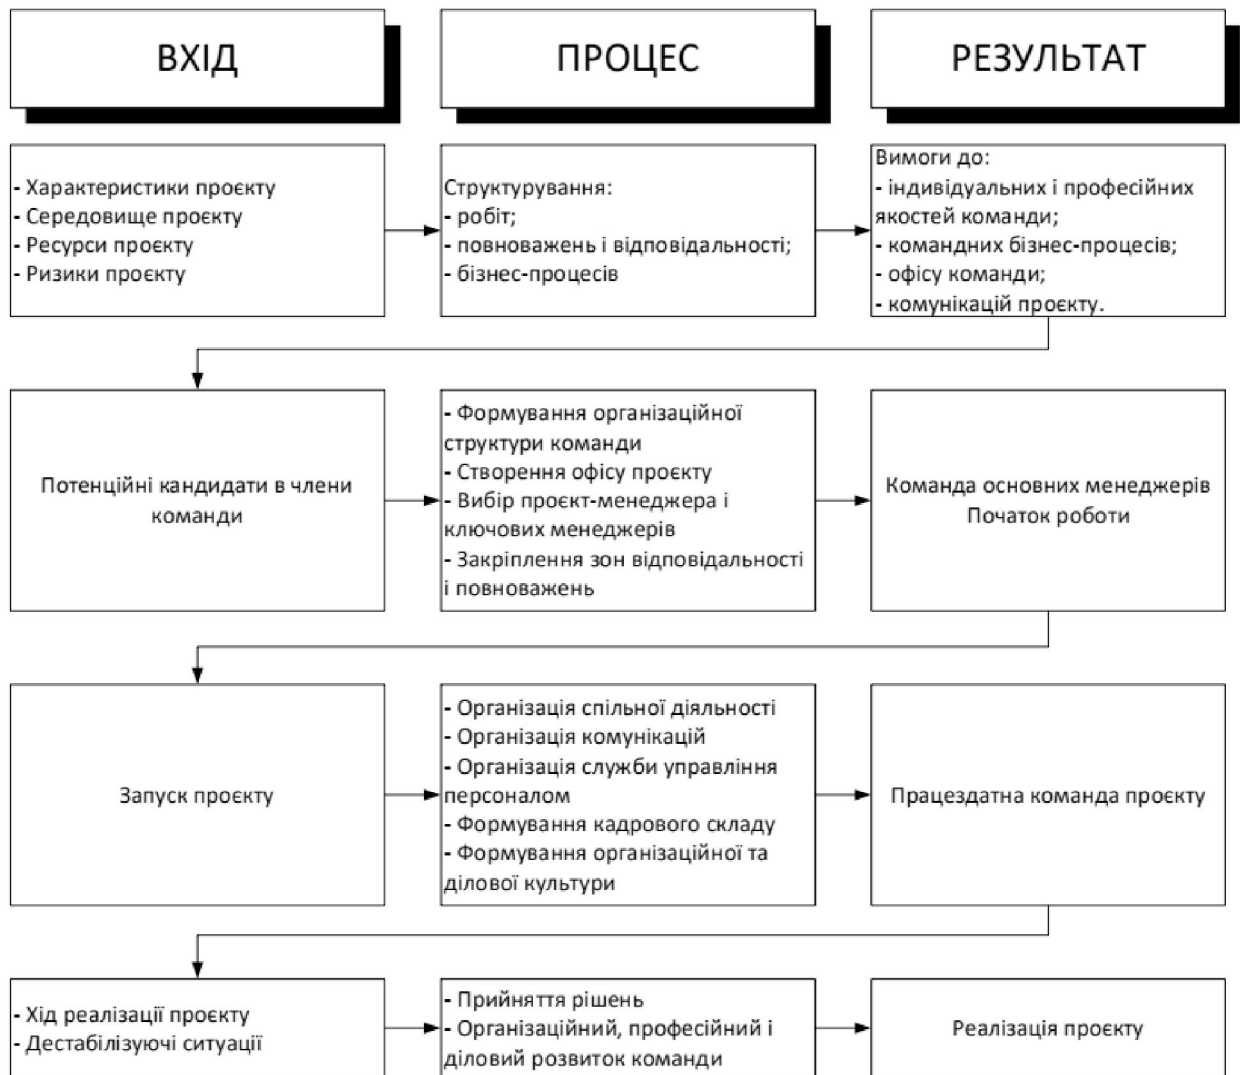 ВХІД
ПРОЦЕС
РЕЗУЛЬТАТ
- Характеристики проєкту
- Середовище проєкту
- Ресурси проєкту
- Ризики проєкту
Структурування:
- робіт;
- повноважень і відповідальності;
- бізнес-процесів
Вимоги до:
- індивідуальних і професійних
якостей команди;
- командних бізнес-процесів;
- офісу команди;
- комунікацій проєкту.
Потенційні кандидати в члени
команди
- Формування організаційної
структури команди
- Створення офісу проєкту
- Вибір проєкт-менеджера і
ключових менеджерів
- Закріплення зон відповідальності
і повноважень
Команда основних менеджерів
Початок роботи
Запуск проєкту
- Організація спільної діяльності
- Організація комунікацій
- Організація служби управління
персоналом
- Формування кадрового складу
- Формування організаційної та
ділової культури
Працездатна команда проєкту
- Хід реалізації проєкту
- Дестабілізуючі ситуації
- Прийняття рішень
- Організаційний, професійний і
діловий розвиток команди
Реалізація проєкту